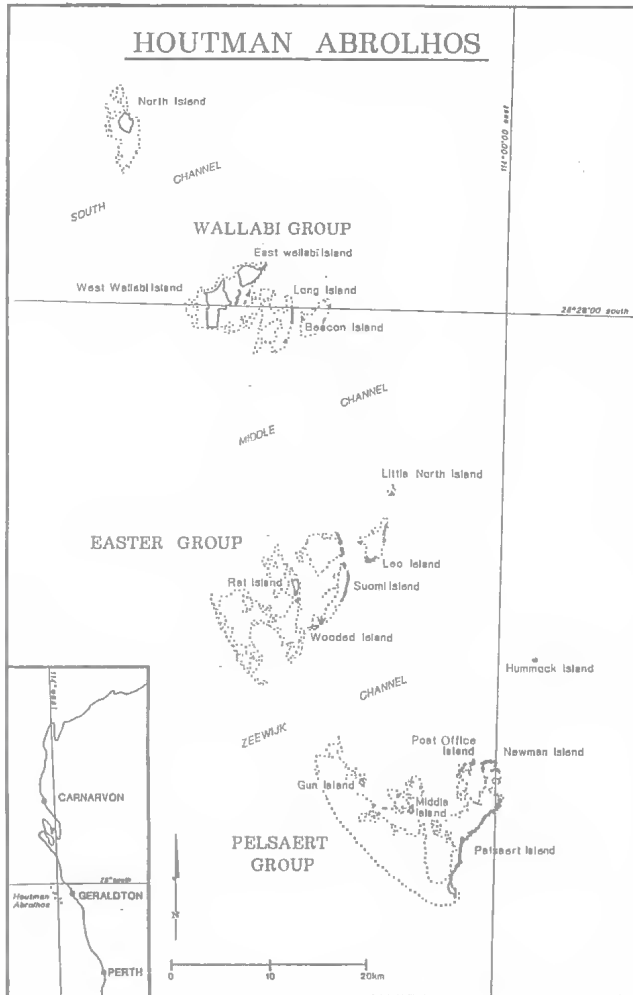 HOUTMAN ABROLHOS
North Island
114°00'00 east
SOUTH CHANNEL
WALLABI GROUP
East wallabi Island
West Wallabi Island
Long Island
28°28'00 south
Beacon Island
MIDDLE CHANNEL
Little North Island
EASTER GROUP
Leo Island
Rat Island
Suomi Island
Wooded Island
Hummock Island
ZEEWIJK CHANNEL
Post Office
Island
Newman Island
Gun Island
Middle
Island
PELSAERT
GROUP
Pelsaert Island
CARNARVON
Houtman
Abrolhos
GERALDTON
PERTH
0 10 20km